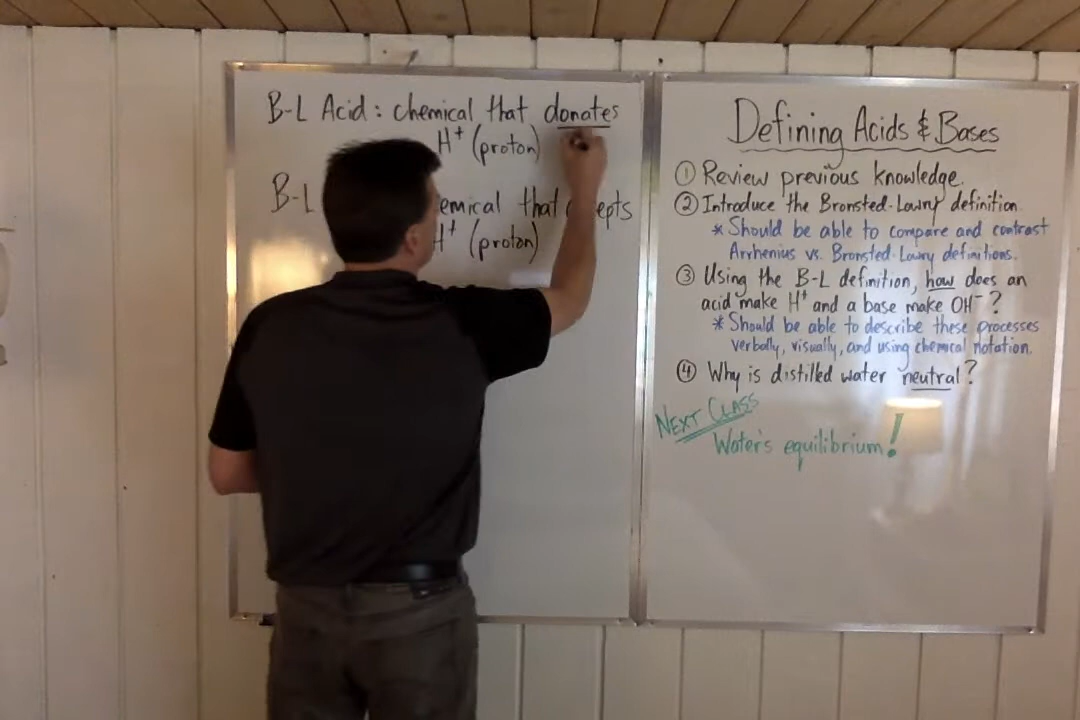 B-L Acid: chemical that donates
H⁺ (proton)
B-L emical that epts
H⁺ (proton)
Defining Acids & Bases
① Review previous knowledge.
② Introduce the Bronsted-Lowry definition
* Should be able to compare and contrast
Arrhenius vs. Bronsted-Lowry definitions.
③ Using the B-L definition, how does an
acid make H⁺ and a base make OH⁻?
* Should be able to describe these processes
verbally, visually, and using chemical notation.
④ Why is distilled water neutral?
NEXT CLASS
Water's equilibrium!